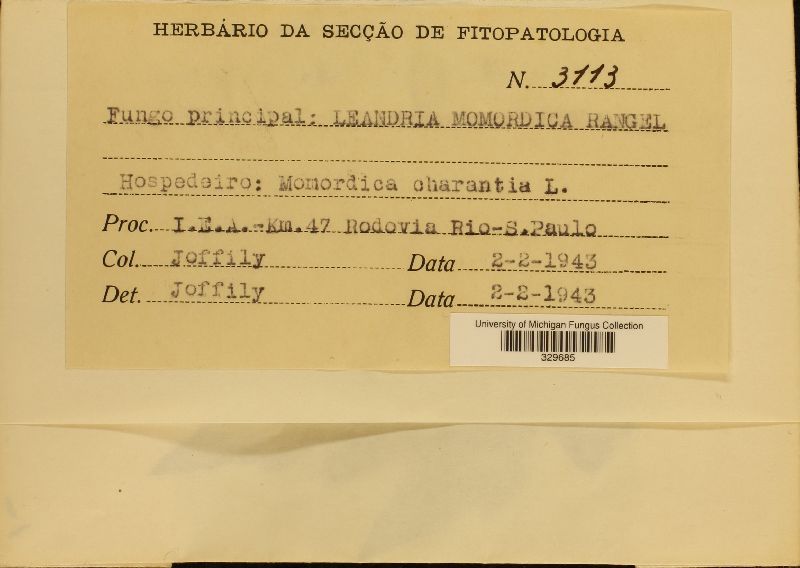 HERBÁRIO DA SECÇÃO DE FITOPATOLOGIA
N. 3113
Fungo principal: LEANDRIA MOMORDICA RANGEL
Hospedeiro: Momordica charantia L.
Proc. I.E.A.-Km.47 Rodovia Rio-S.Paulo
Col. Joffily Data 2-2-1943
Det. Joffily Data 2-2-1943
University of Michigan Fungus Collection
329685